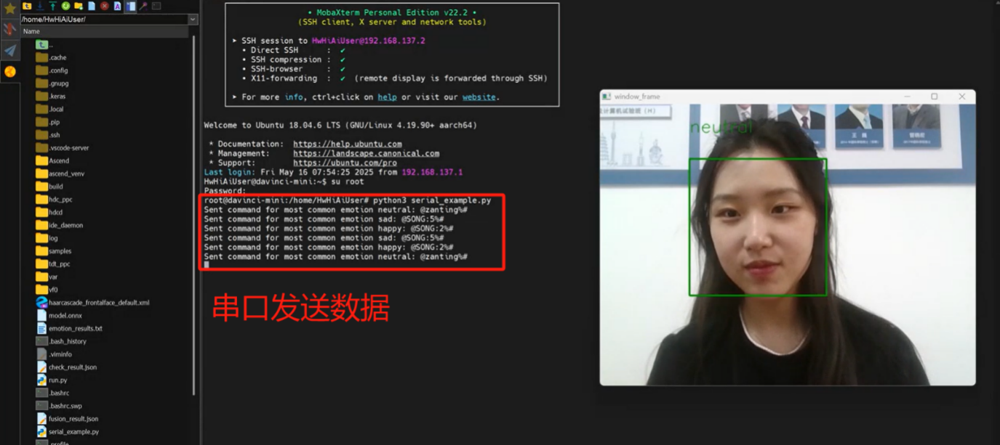 /home/HwHiAiUser/
Name
..
.cache
.config
.gnupg
.keras
.local
.pip
.ssh
.vscode-server
Ascend
ascend_venv
build
hdc_ppc
hdcd
ide_daemon
log
samples
tdt_ppc
var
vf0
haarcascade_frontalface_default.xml
model.onnx
emotion_results.txt
.bash_history
.viminfo
check_result.json
run.py
.bashrc
.bashrc.swp
fusion_result.json
serial_example.py
.profile
• MobaXterm Personal Edition v22.2 •
(SSH client, X server and network tools)
➤ SSH session to HwHiAiUser@192.168.137.2
• Direct SSH : ✔
• SSH compression : ✔
• SSH-browser : ✔
• X11-forwarding : ✔ (remote display is forwarded through SSH)
➤ For more info, ctrl+click on help or visit our website.
Welcome to Ubuntu 18.04.6 LTS (GNU/Linux 4.19.90+ aarch64)
* Documentation: https://help.ubuntu.com
* Management: https://landscape.canonical.com
* Support: https://ubuntu.com/pro
Last login: Fri May 16 07:54:25 2025 from 192.168.137.1
HwHiAiUser@davinci-mini:~$ su root
Password:
root@davinci-mini:/home/HwHiAiUser# python3 serial_example.py
Sent command for most common emotion neutral: @zanting%#
Sent command for most common emotion sad: @SONG:5%#
Sent command for most common emotion happy: @SONG:2%#
Sent command for most common emotion sad: @SONG:5%#
Sent command for most common emotion happy: @SONG:2%#
Sent command for most common emotion neutral: @zanting%#
串口发送数据
window_frame
计算机试验班（H）
neutral